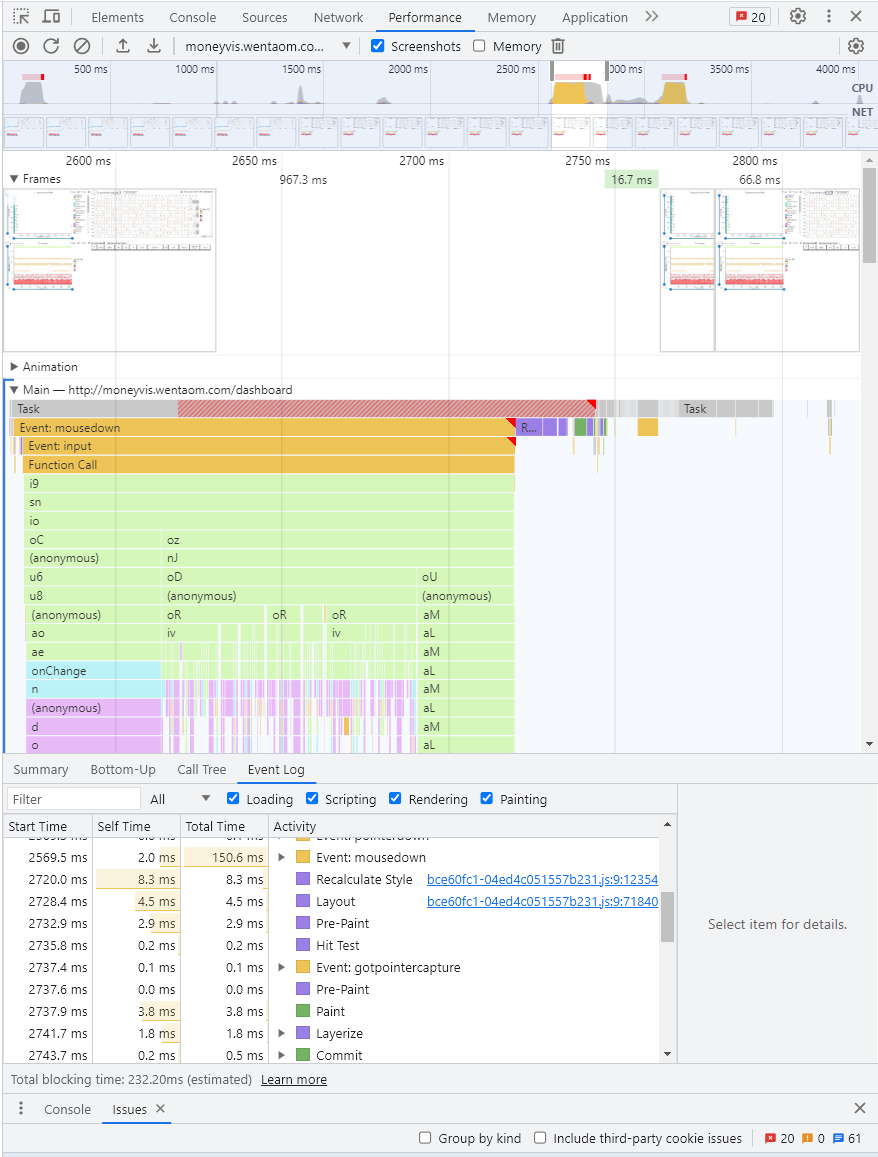 Elements Console Sources Network Performance Memory Application 20
moneyvis.wentaom.co... Screenshots Memory
500 ms 1000 ms 1500 ms 2000 ms 2500 ms 000 ms 3500 ms 4000 ms
CPU
NET
2600 ms 2650 ms 2700 ms 2750 ms 2800 ms
Frames 967.3 ms 16.7 ms 66.8 ms
Animation
Main — http://moneyvis.wentaom.com/dashboard
Task Task
Event: mousedown R...
Event: input
Function Call
i9
sn
io
oC oz
(anonymous) nJ
u6 oD oU
u8 (anonymous) (anonymous)
(anonymous) oR oR oR aM
ao iv iv aL
ae aM
onChange aL
n aM
(anonymous) aL
d aM
o aL
Summary Bottom-Up Call Tree Event Log
Filter All Loading Scripting Rendering Painting
Start Time Self Time Total Time Activity
Event: pointerdown
2569.5 ms 2.0 ms 150.6 ms Event: mousedown
2720.0 ms 8.3 ms 8.3 ms Recalculate Style bce60fc1-04ed4c051557b231.js:9:12354
2728.4 ms 4.5 ms 4.5 ms Layout bce60fc1-04ed4c051557b231.js:9:71840
2732.9 ms 2.9 ms 2.9 ms Pre-Paint
2735.8 ms 0.2 ms 0.2 ms Hit Test
2737.4 ms 0.1 ms 0.1 ms Event: gotpointercapture
2737.6 ms 0.0 ms 0.0 ms Pre-Paint
2737.9 ms 3.8 ms 3.8 ms Paint
2741.7 ms 1.8 ms 1.8 ms Layerize
2743.7 ms 0.2 ms 0.5 ms Commit
Select item for details.
Total blocking time: 232.20ms (estimated) Learn more
Console Issues
Group by kind Include third-party cookie issues 20 0 61